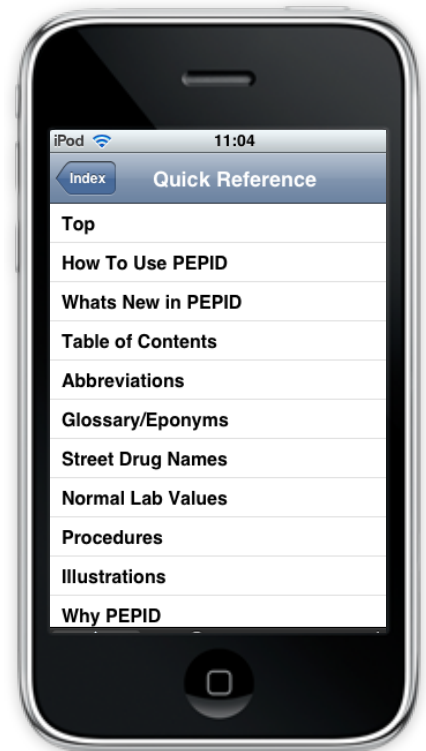 iPod 11:04
Index Quick Reference
Top
How To Use PEPID
Whats New in PEPID
Table of Contents
Abbreviations
Glossary/Eponyms
Street Drug Names
Normal Lab Values
Procedures
Illustrations
Why PEPID